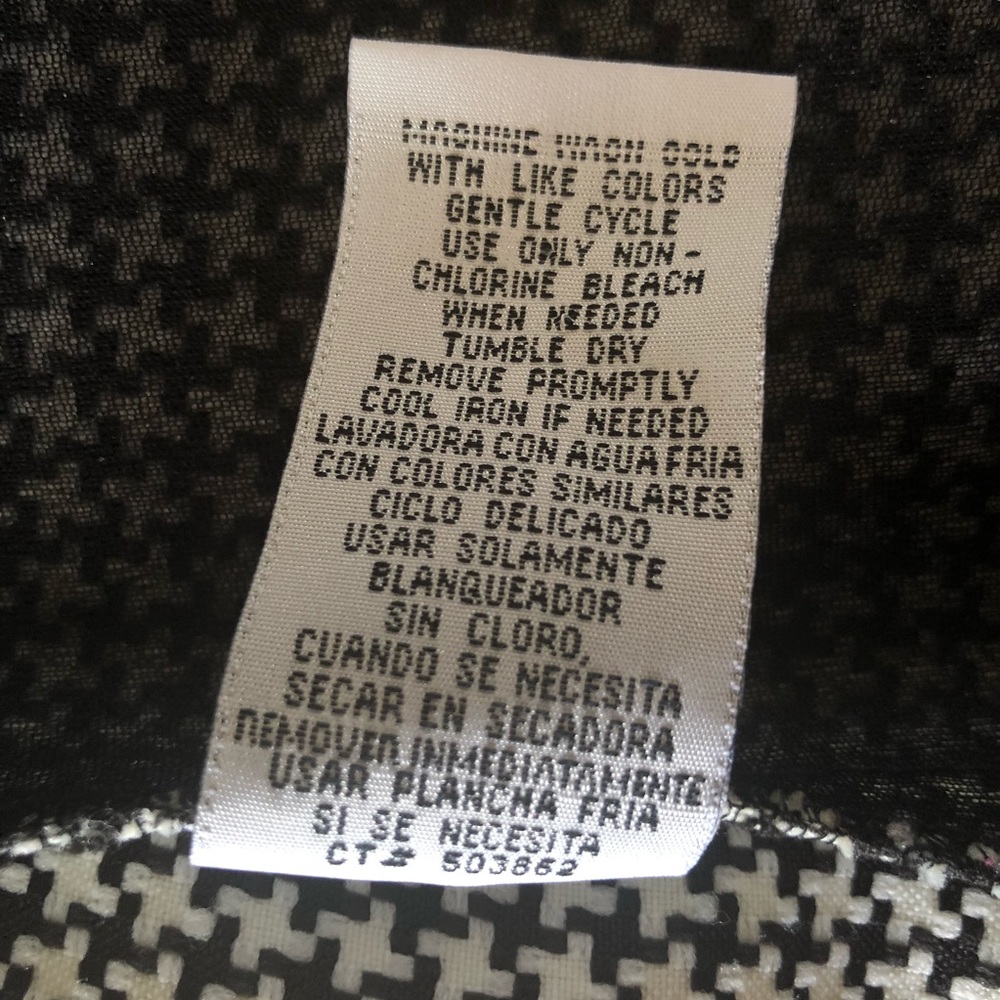 MACHINE WASH COLD
WITH LIKE COLORS
GENTLE CYCLE
USE ONLY NON-
CHLORINE BLEACH
WHEN NEEDED
TUMBLE DRY
REMOVE PROMPTLY
COOL IRON IF NEEDED
LAVADORA CON AGUA FRIA
CON COLORES SIMILARES
CICLO DELICADO
USAR SOLAMENTE
BLANQUEADOR
SIN CLORO,
CUANDO SE NECESITA
SECAR EN SECADORA
REMOVER INMEDIATAMENTE
USAR PLANCHA FRIA
SI SE NECESITA
CT# 503862